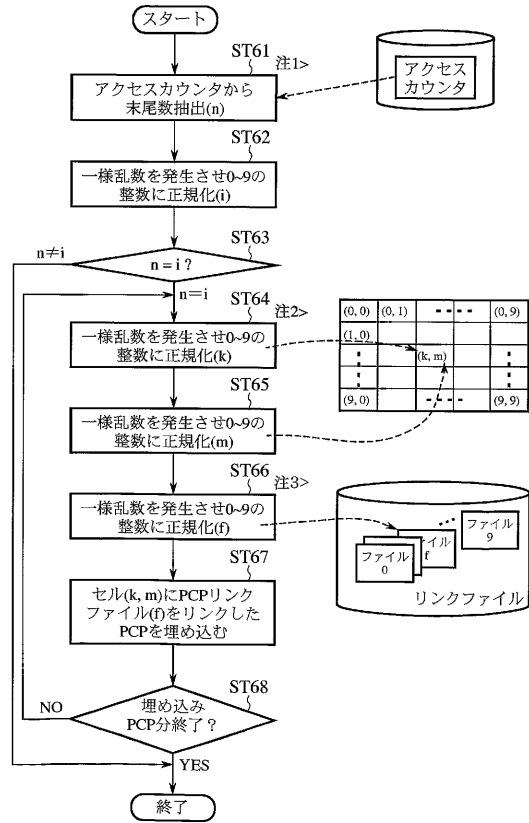 スタート
ST61
注1>
アクセスカウンタから
末尾数抽出(n)
アクセス
カウンタ
ST62
一様乱数を発生させ0~9の
整数に正規化(i)
ST63
n≠i
n = i ?
n＝i
ST64
注2>
一様乱数を発生させ0~9の
整数に正規化(k)
(0, 0)
(0, 1)
(0, 9)
(1, 0)
(k, m)
(9, 0)
(9, 9)
ST65
一様乱数を発生させ0~9の
整数に正規化(m)
ST66
注3>
一様乱数を発生させ0~9の
整数に正規化(f)
ファイル
0
ァイル
f
ファイル
9
リンクファイル
ST67
セル(k, m)にPCPリンク
ファイル(f)をリンクした
PCPを埋め込む
ST68
NO
埋め込み
PCP分終了？
YES
終了